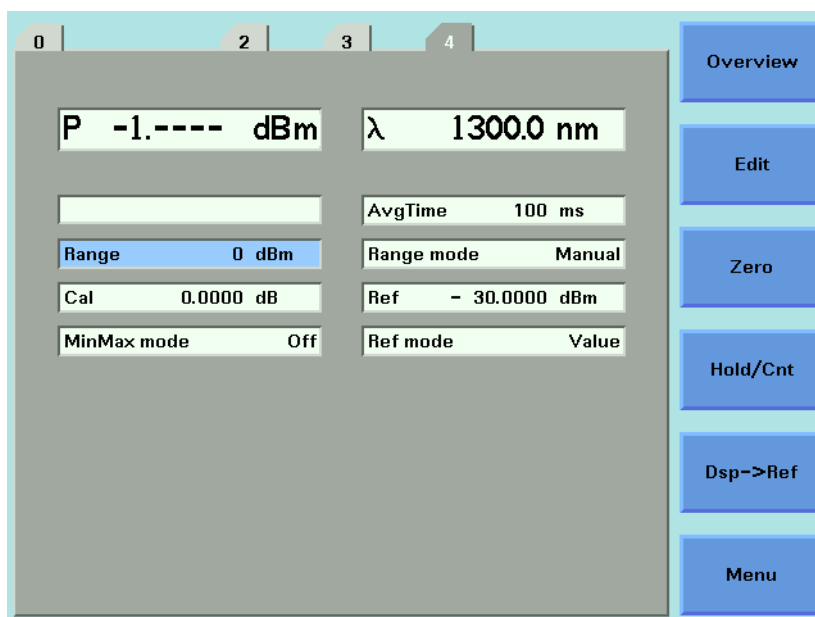 0 2 3 4
Overview
P -1.---- dBm λ 1300.0 nm
Edit
AvgTime 100 ms
Range 0 dBm Range mode Manual
Zero
Cal 0.0000 dB Ref - 30.0000 dBm
MinMax mode Off Ref mode Value
Hold/Cnt
Dsp->Ref
Menu